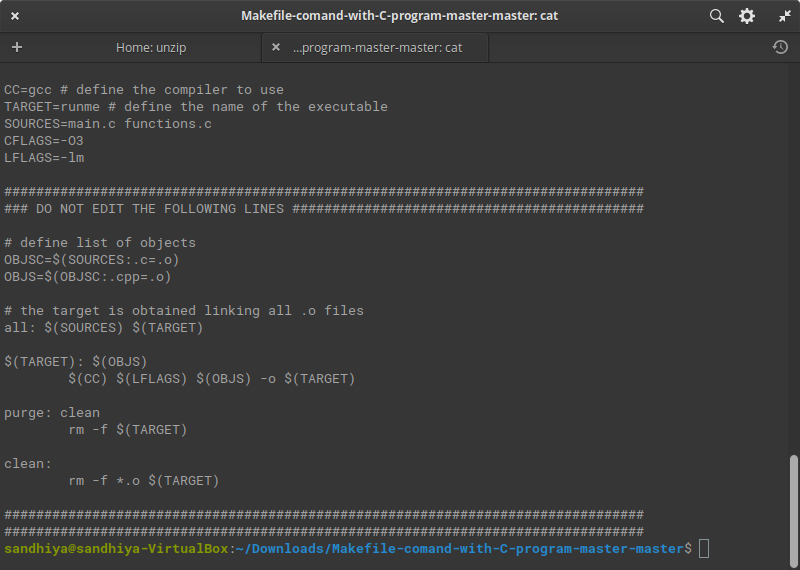 Makefile-comand-with-C-program-master-master: cat
Home: unzip
...program-master-master: cat
CC=gcc # define the compiler to use
TARGET=runme # define the name of the executable
SOURCES=main.c functions.c
CFLAGS=-O3
LFLAGS=-lm
################################################################################
### DO NOT EDIT THE FOLLOWING LINES ############################################
# define list of objects
OBJSC=$(SOURCES:.c=.o)
OBJS=$(OBJSC:.cpp=.o)
# the target is obtained linking all .o files
all: $(SOURCES) $(TARGET)
$(TARGET): $(OBJS)
        $(CC) $(LFLAGS) $(OBJS) -o $(TARGET)
purge: clean
        rm -f $(TARGET)
clean:
        rm -f *.o $(TARGET)
################################################################################
################################################################################
sandhiya@sandhiya-VirtualBox:~/Downloads/Makefile-comand-with-C-program-master-master$